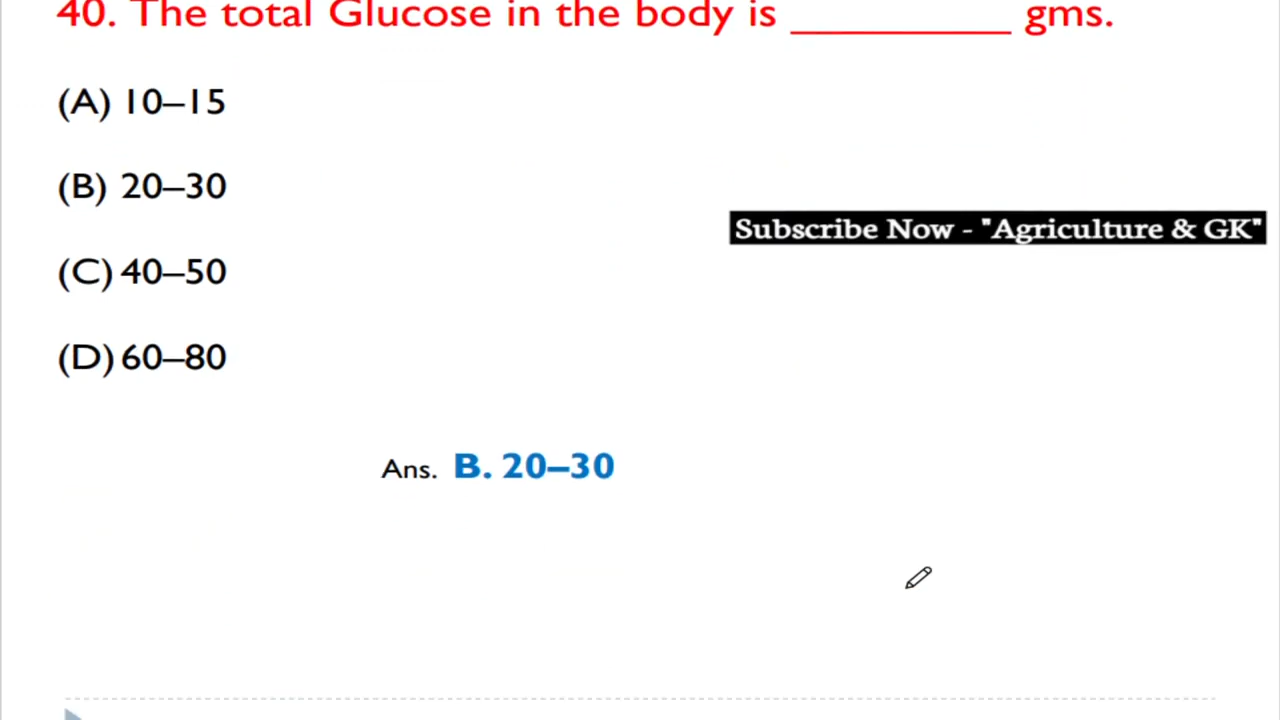 40. The total Glucose in the body is __________ gms.
(A) 10–15
(B) 20–30
Subscribe Now - "Agriculture & GK"
(C) 40–50
(D) 60–80
Ans. B. 20–30